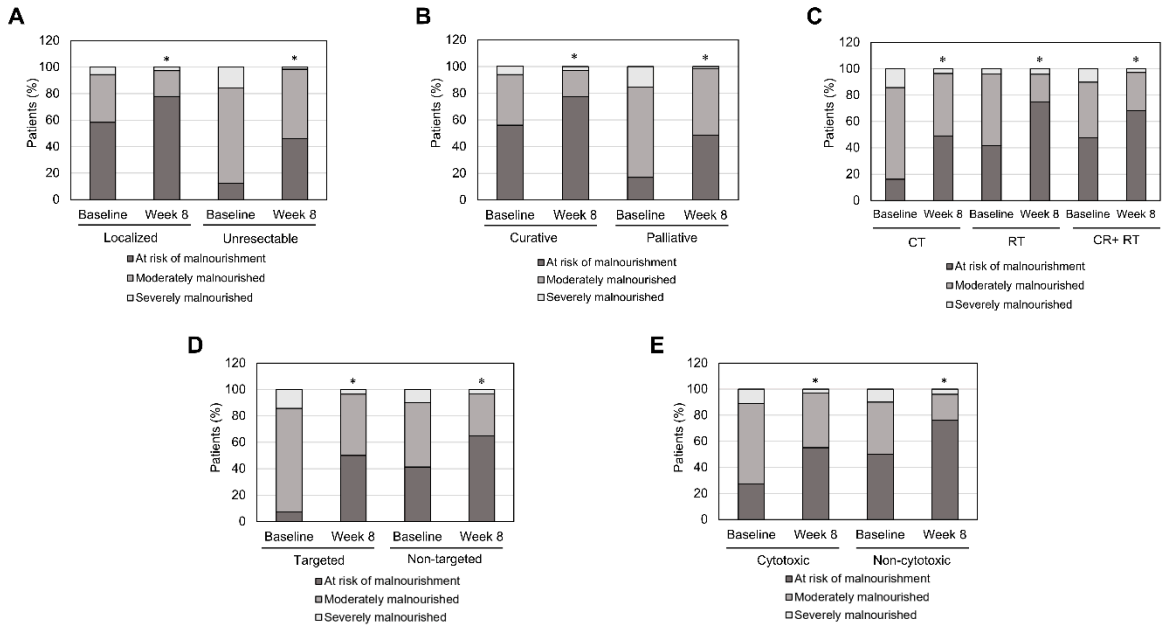 A
120
100
80
60
40
20
0
Patients (%)
*
*
Baseline Week 8 Baseline Week 8
Localized Unresectable
At risk of malnourishment
Moderately malnourished
Severely malnourished
B
120
100
80
60
40
20
0
Patients (%)
*
*
Baseline Week 8 Baseline Week 8
Curative Palliative
At risk of malnourishment
Moderately malnourished
Severely malnourished
C
120
100
80
60
40
20
0
Patients (%)
*
*
*
Baseline Week 8 Baseline Week 8 Baseline Week 8
CT RT CR+ RT
At risk of malnourishment
Moderately malnourished
Severely malnourished
D
120
100
80
60
40
20
0
Patients (%)
*
*
Baseline Week 8 Baseline Week 8
Targeted Non-targeted
At risk of malnourishment
Moderately malnourished
Severely malnourished
E
120
100
80
60
40
20
0
Patients (%)
*
*
Baseline Week 8 Baseline Week 8
Cytotoxic Non-cytotoxic
At risk of malnourishment
Moderately malnourished
Severely malnourished